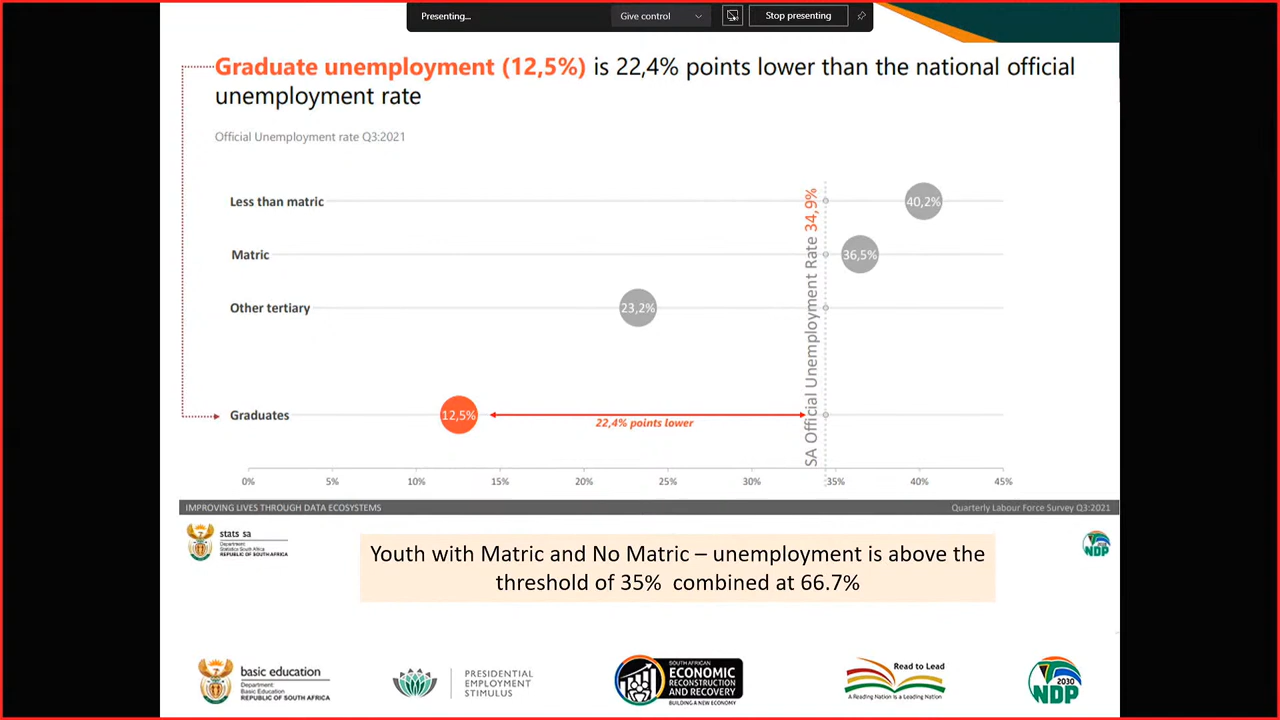 Presenting...
Give control
Stop presenting
Graduate unemployment (12,5%) is 22,4% points lower than the national official
unemployment rate
Official Unemployment rate Q3:2021
Less than matric
40,2%
Matric
36,5%
Other tertiary
23,2%
Graduates
12,5%
22,4% points lower
SA Official Unemployment Rate 34,9%
0% 5% 10% 15% 20% 25% 30% 35% 40% 45%
IMPROVING LIVES THROUGH DATA ECOSYSTEMS
Quarterly Labour Force Survey Q3:2021
stats sa
Department:
Statistics South Africa
REPUBLIC OF SOUTH AFRICA
NDP
Youth with Matric and No Matric – unemployment is above the
threshold of 35% combined at 66.7%
basic education
Department:
Basic Education
REPUBLIC OF SOUTH AFRICA
PRESIDENTIAL
EMPLOYMENT
STIMULUS
SOUTH AFRICAN
ECONOMIC
RECONSTRUCTION
AND RECOVERY
BUILDING A NEW ECONOMY
Read to Lead
A Reading Nation is a Leading Nation
2030
NDP